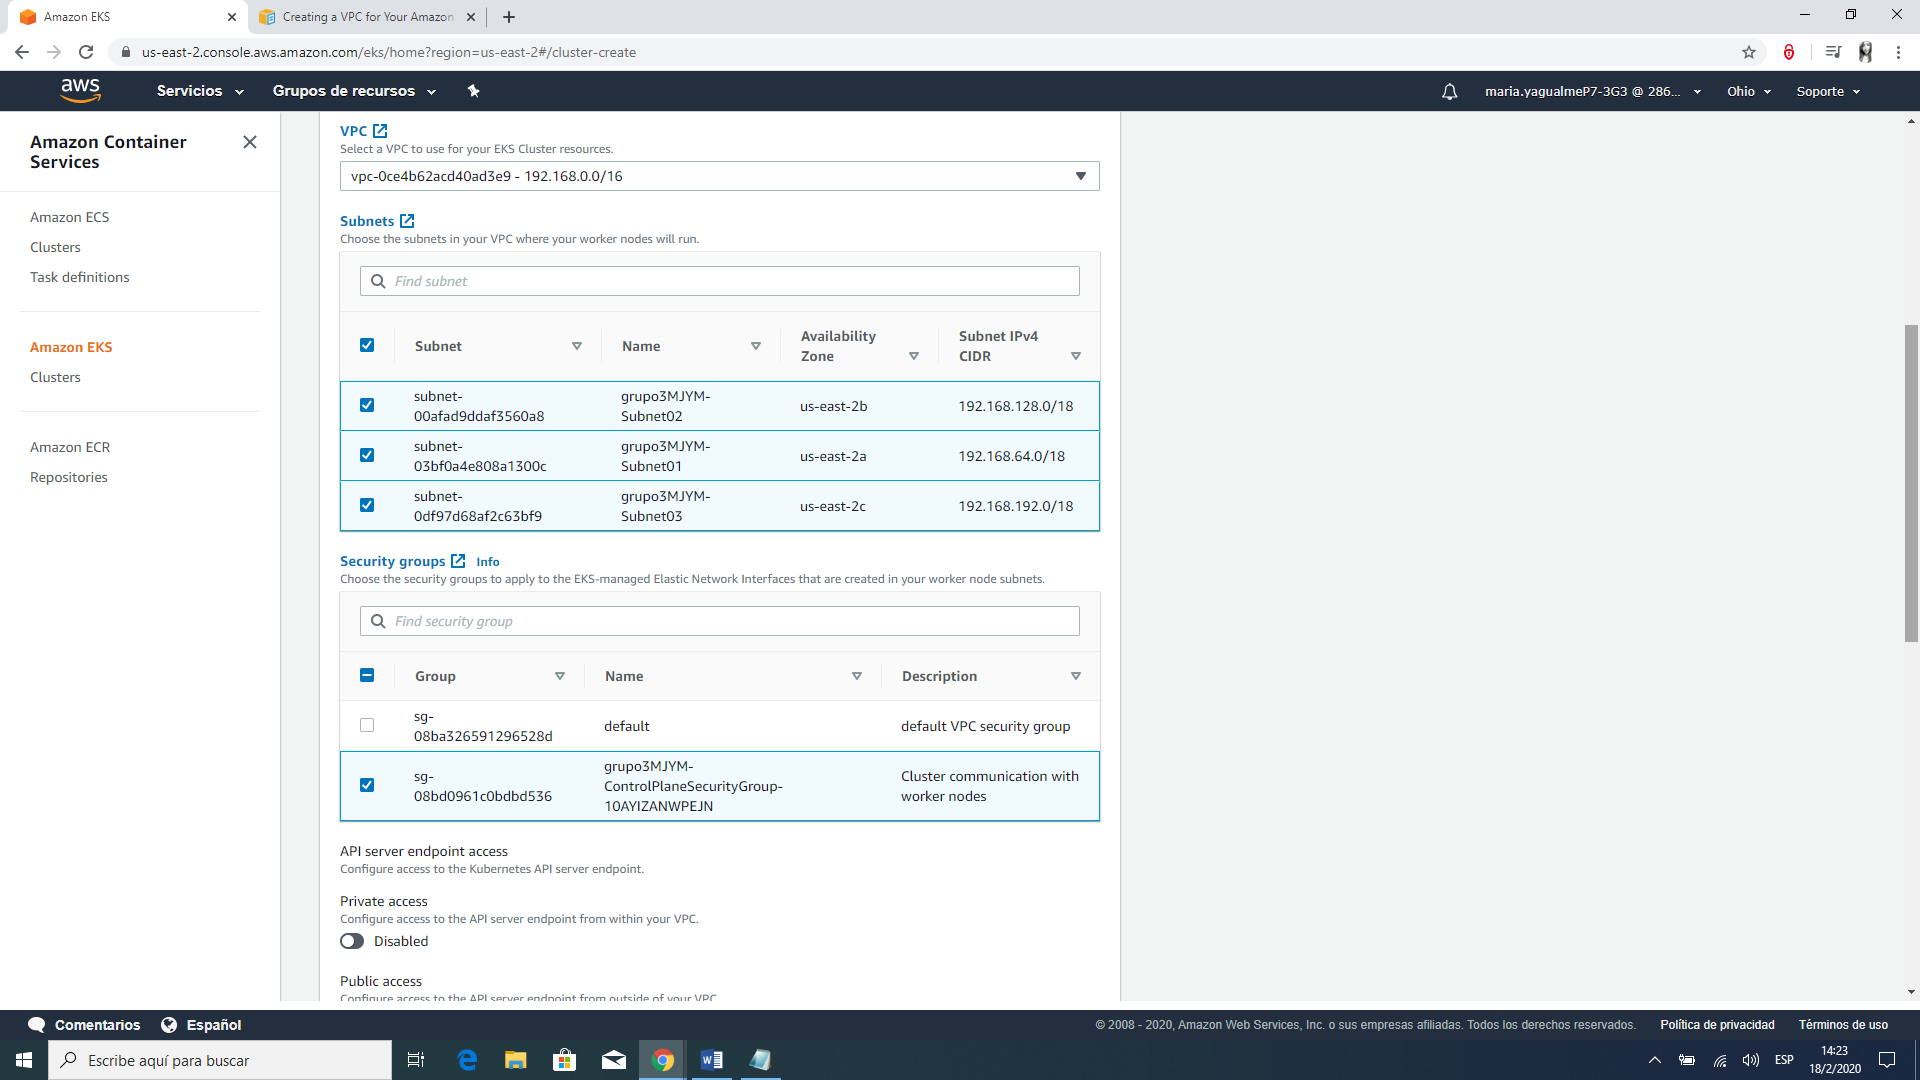 Amazon EKS
Creating a VPC for Your Amazon
us-east-2.console.aws.amazon.com/eks/home?region=us-east-2#/cluster-create
aws
Servicios
Grupos de recursos
maria.yagualmeP7-3G3 @ 286...
Ohio
Soporte
Amazon Container
Services
Amazon ECS
Clusters
Task definitions
Amazon EKS
Clusters
Amazon ECR
Repositories
VPC
Select a VPC to use for your EKS Cluster resources.
vpc-0ce4b62acd40ad3e9 - 192.168.0.0/16
Subnets
Choose the subnets in your VPC where your worker nodes will run.
Find subnet
Subnet
Name
Availability
Zone
Subnet IPv4
CIDR
subnet-
00afad9ddaf3560a8
grupo3MJYM-
Subnet02
us-east-2b
192.168.128.0/18
subnet-
03bf0a4e808a1300c
grupo3MJYM-
Subnet01
us-east-2a
192.168.64.0/18
subnet-
0df97d68af2c63bf9
grupo3MJYM-
Subnet03
us-east-2c
192.168.192.0/18
Security groups Info
Choose the security groups to apply to the EKS-managed Elastic Network Interfaces that are created in your worker node subnets.
Find security group
Group
Name
Description
sg-
08ba326591296528d
default
default VPC security group
sg-
08bd0961c0bdbd536
grupo3MJYM-
ControlPlaneSecurityGroup-
10AYIZANWPEJN
Cluster communication with
worker nodes
API server endpoint access
Configure access to the Kubernetes API server endpoint.
Private access
Configure access to the API server endpoint from within your VPC.
Disabled
Public access
Configure access to the API server endpoint from outside of your VPC
Comentarios
Español
© 2008 - 2020, Amazon Web Services, Inc. o sus empresas afiliadas. Todos los derechos reservados.
Política de privacidad
Términos de uso
Escribe aquí para buscar
ESP
14:23
18/2/2020